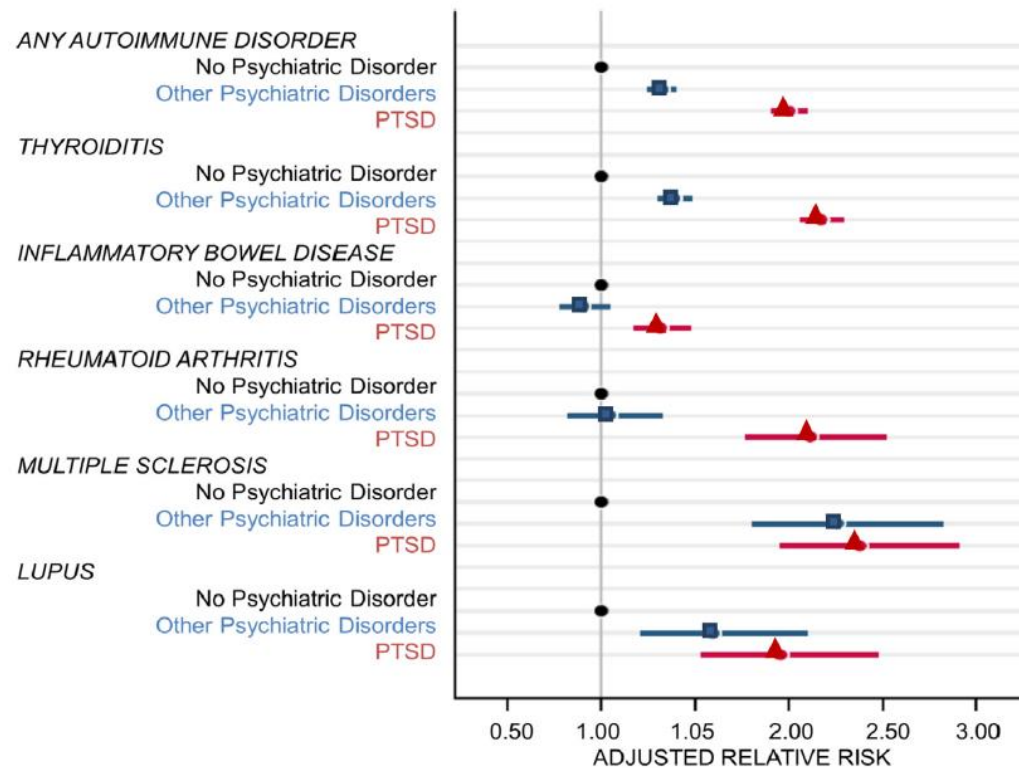 ANY AUTOIMMUNE DISORDER
No Psychiatric Disorder
Other Psychiatric Disorders
PTSD
THYROIDITIS
No Psychiatric Disorder
Other Psychiatric Disorders
PTSD
INFLAMMATORY BOWEL DISEASE
No Psychiatric Disorder
Other Psychiatric Disorders
PTSD
RHEUMATOID ARTHRITIS
No Psychiatric Disorder
Other Psychiatric Disorders
PTSD
MULTIPLE SCLEROSIS
No Psychiatric Disorder
Other Psychiatric Disorders
PTSD
LUPUS
No Psychiatric Disorder
Other Psychiatric Disorders
PTSD
0.50 1.00 1.05 2.00 2.50 3.00
ADJUSTED RELATIVE RISK